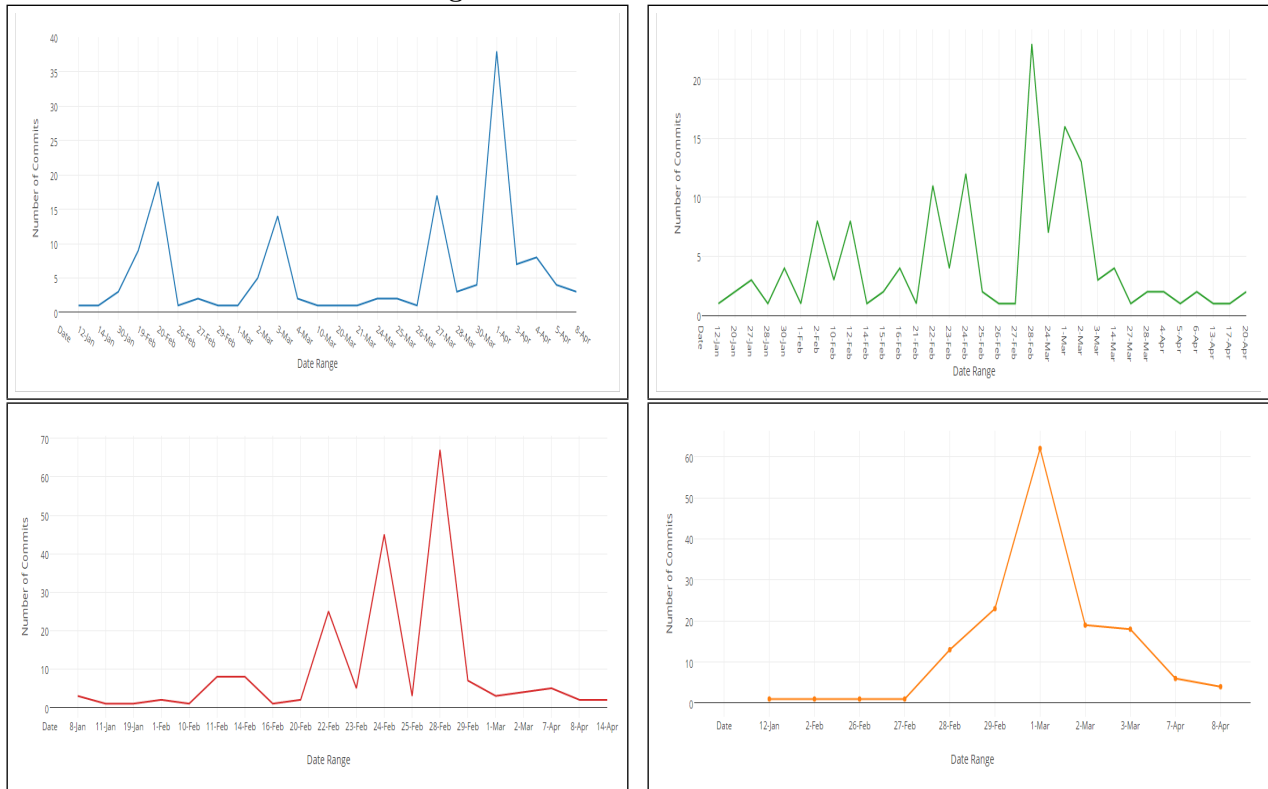 40
35
30
25
20
15
10
5
0
Number of Commits
Date 12-Jan 14-Jan 30-Jan 19-Feb 20-Feb 26-Feb 27-Feb 29-Feb 1-Mar 2-Mar 3-Mar 4-Mar 10-Mar 20-Mar 21-Mar 24-Mar 25-Mar 26-Mar 27-Mar 28-Mar 30-Mar 1-Apr 3-Apr 4-Apr 5-Apr 8-Apr
Date Range
20
15
10
5
0
Number of Commits
Date 12-Jan 20-Jan 27-Jan 28-Jan 30-Jan 1-Feb 2-Feb 10-Feb 12-Feb 14-Feb 15-Feb 16-Feb 21-Feb 22-Feb 23-Feb 24-Feb 25-Feb 26-Feb 27-Feb 28-Feb 24-Mar 1-Mar 2-Mar 3-Mar 14-Mar 27-Mar 28-Mar 4-Apr 5-Apr 6-Apr 13-Apr 17-Apr 20-Apr
Date Range
70
60
50
40
30
20
10
0
Number of Commits
Date 8-Jan 11-Jan 19-Jan 1-Feb 10-Feb 11-Feb 14-Feb 16-Feb 20-Feb 22-Feb 23-Feb 24-Feb 25-Feb 28-Feb 29-Feb 1-Mar 2-Mar 7-Apr 8-Apr 14-Apr
Date Range
60
50
40
30
20
10
0
Number of Commits
Date 12-Jan 2-Feb 26-Feb 27-Feb 28-Feb 29-Feb 1-Mar 2-Mar 3-Mar 7-Apr 8-Apr
Date Range